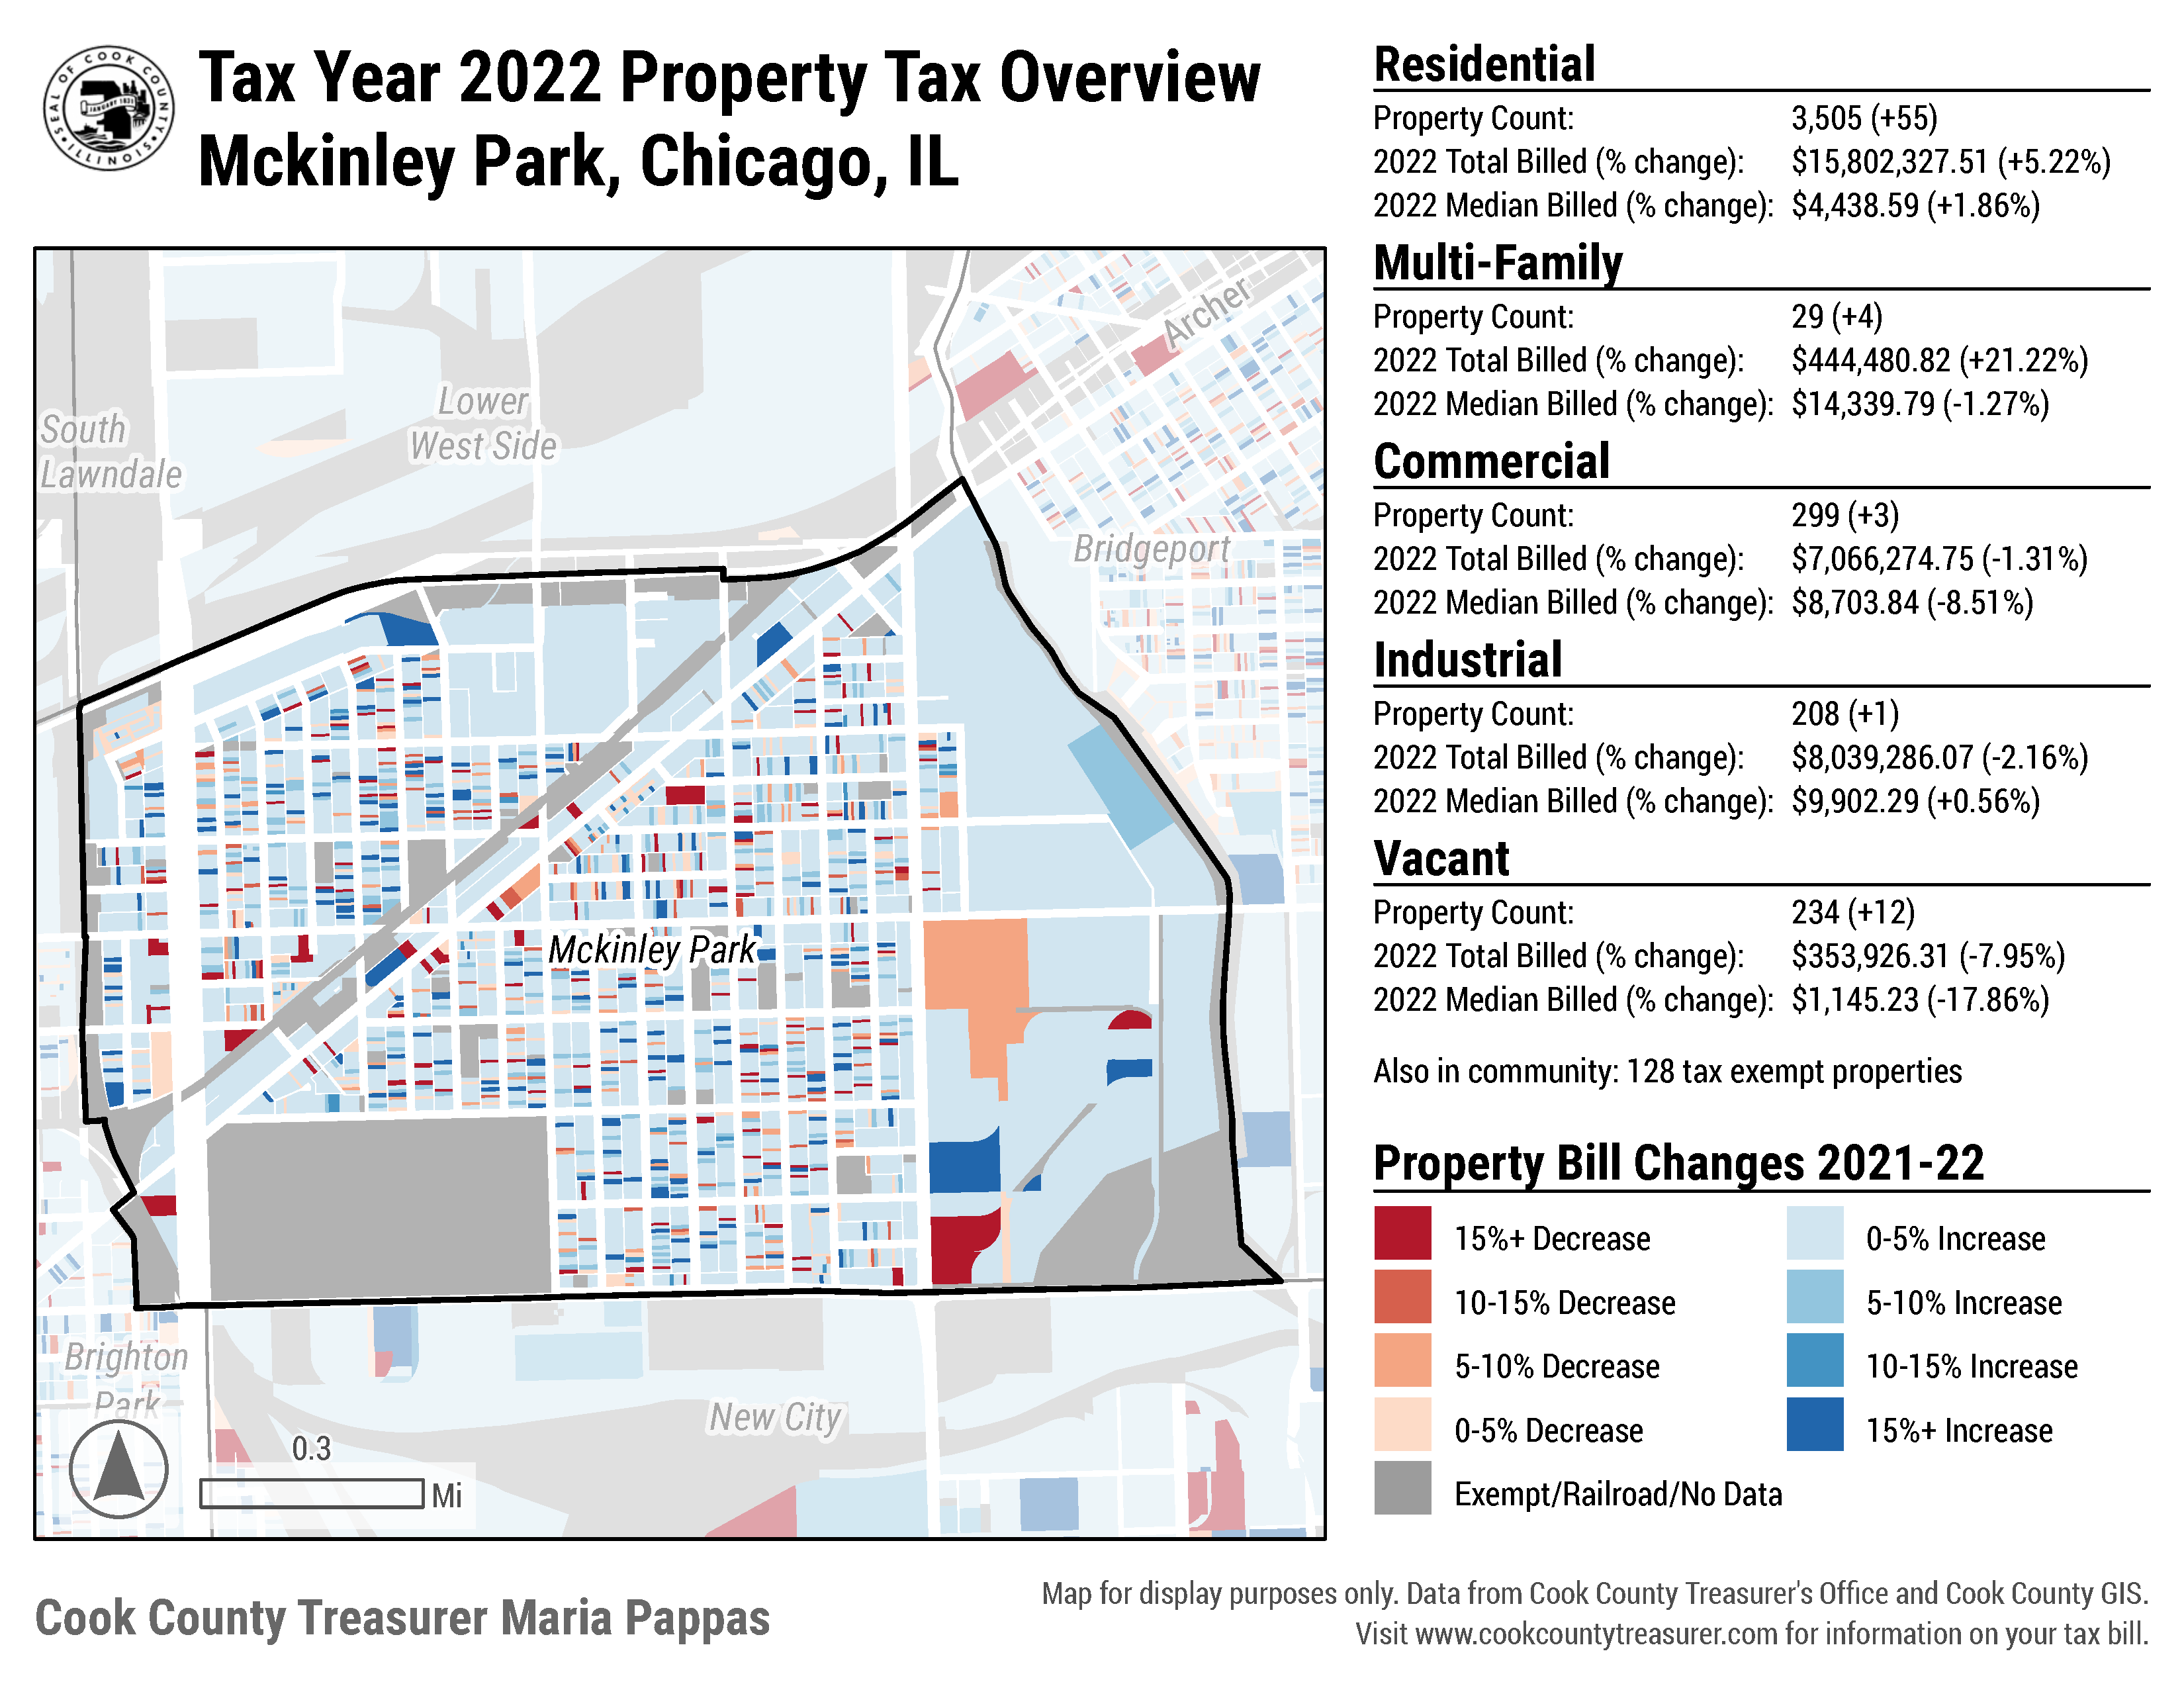 SEAL OF COOK COUNTY
JANUARY 1831
ILLINOIS
Tax Year 2022 Property Tax Overview
Mckinley Park, Chicago, IL
Archer
Lower
West Side
South
Lawndale
Bridgeport
Mckinley Park
Brighton
Park
New City
0.3
Mi
Residential
Property Count: 3,505 (+55)
2022 Total Billed (% change): $15,802,327.51 (+5.22%)
2022 Median Billed (% change): $4,438.59 (+1.86%)
Multi-Family
Property Count: 29 (+4)
2022 Total Billed (% change): $444,480.82 (+21.22%)
2022 Median Billed (% change): $14,339.79 (-1.27%)
Commercial
Property Count: 299 (+3)
2022 Total Billed (% change): $7,066,274.75 (-1.31%)
2022 Median Billed (% change): $8,703.84 (-8.51%)
Industrial
Property Count: 208 (+1)
2022 Total Billed (% change): $8,039,286.07 (-2.16%)
2022 Median Billed (% change): $9,902.29 (+0.56%)
Vacant
Property Count: 234 (+12)
2022 Total Billed (% change): $353,926.31 (-7.95%)
2022 Median Billed (% change): $1,145.23 (-17.86%)
Also in community: 128 tax exempt properties
Property Bill Changes 2021-22
15%+ Decrease
0-5% Increase
10-15% Decrease
5-10% Increase
5-10% Decrease
10-15% Increase
0-5% Decrease
15%+ Increase
Exempt/Railroad/No Data
Cook County Treasurer Maria Pappas
Map for display purposes only. Data from Cook County Treasurer's Office and Cook County GIS.
Visit www.cookcountytreasurer.com for information on your tax bill.